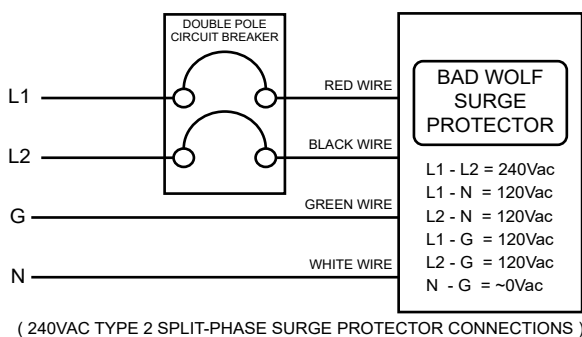 DOUBLE POLE
CIRCUIT BREAKER
L1
RED WIRE
L2
BLACK WIRE
G
GREEN WIRE
N
WHITE WIRE
BAD WOLF
SURGE
PROTECTOR
L1 - L2 = 240Vac
L1 - N = 120Vac
L2 - N = 120Vac
L1 - G = 120Vac
L2 - G = 120Vac
N - G = ~0Vac
( 240VAC TYPE 2 SPLIT-PHASE SURGE PROTECTOR CONNECTIONS )